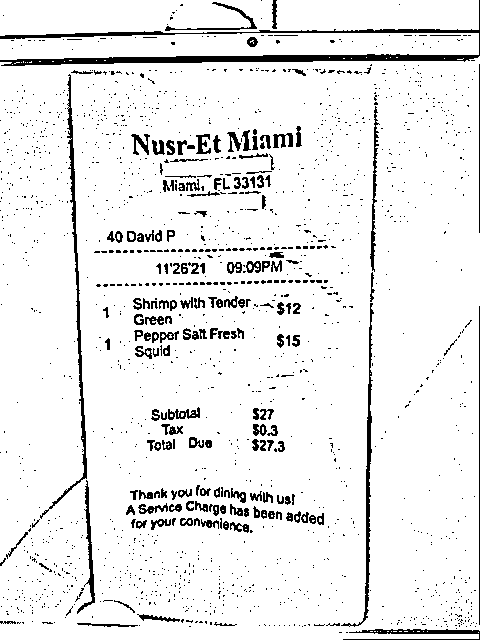 Nusr-Et Miami
Miami, FL 33131
40 David P
11'26'21 09:09PM
1 Shrimp with Tender Green $12
1 Pepper Salt Fresh Squid $15
Subtotal $27
Tax $0.3
Total Due $27.3
Thank you for dining with us!
A Service Charge has been added
for your convenience.